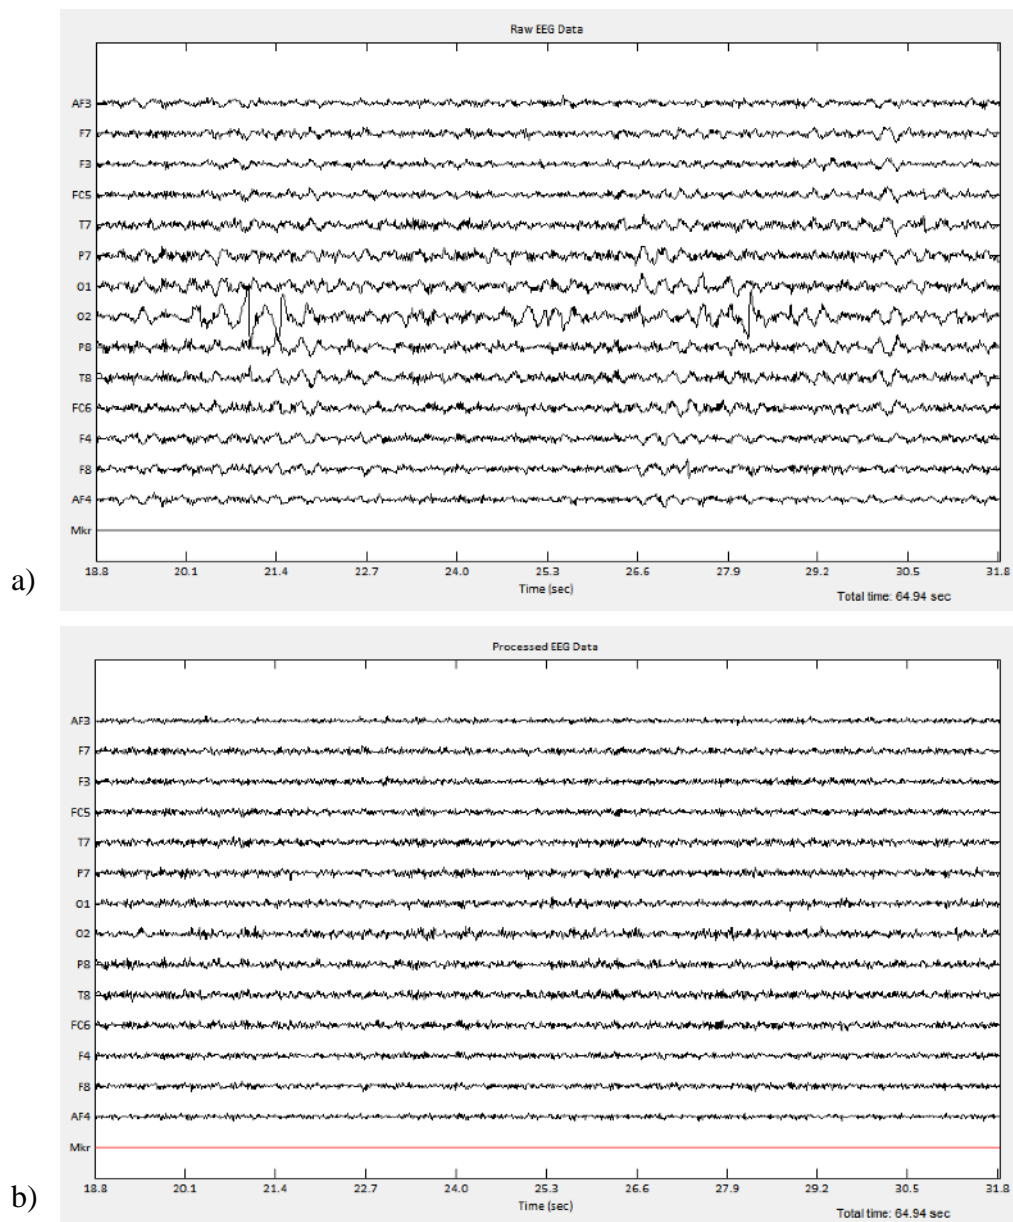 Raw EEG Data
AF3
F7
F3
FC5
T7
P7
O1
O2
P8
T8
FC6
F4
F8
AF4
Mkr
18.8 20.1 21.4 22.7 24.0 25.3 26.6 27.9 29.2 30.5 31.8
a)
Time (sec)
Total time: 64.94 sec
Processed EEG Data
AF3
F7
F3
FC5
T7
P7
O1
O2
P8
T8
FC6
F4
F8
AF4
Mkr
18.8 20.1 21.4 22.7 24.0 25.3 26.6 27.9 29.2 30.5 31.8
b)
Time (sec)
Total time: 64.94 sec